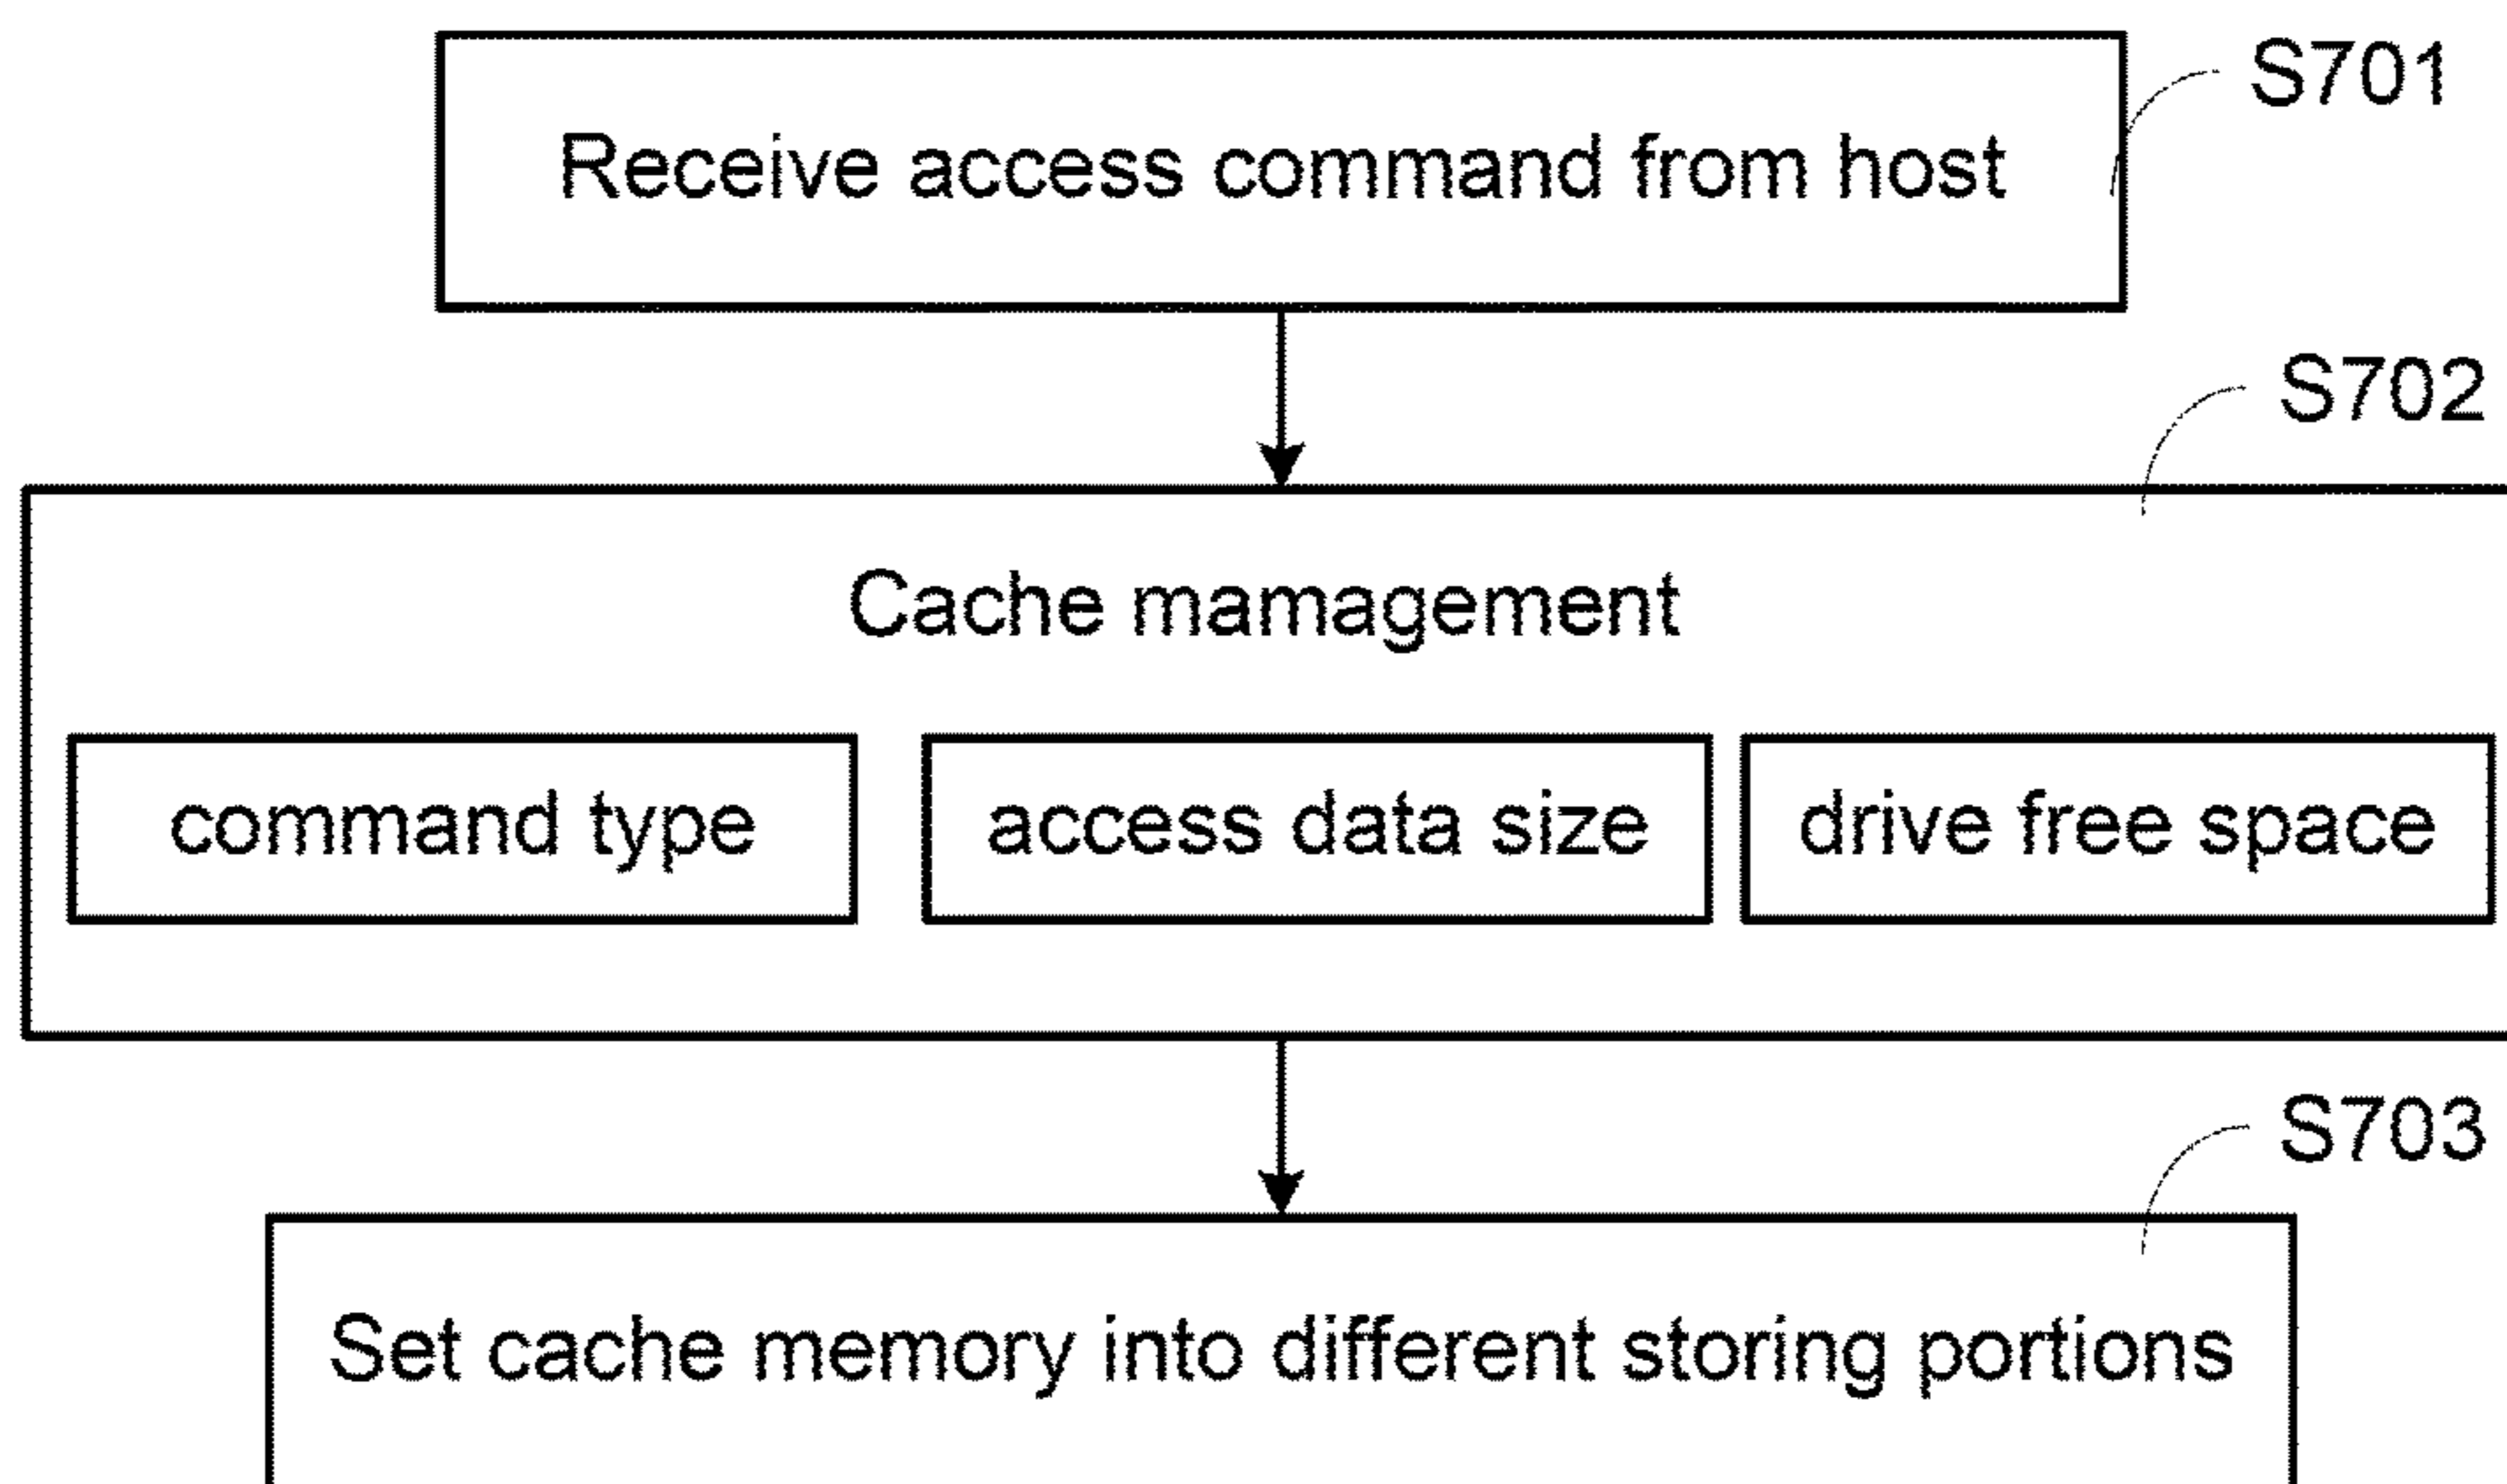 S701
Receive access command from host
S702
Cache mamagement
command type
access data size
drive free space
S703
Set cache memory into different storing portions